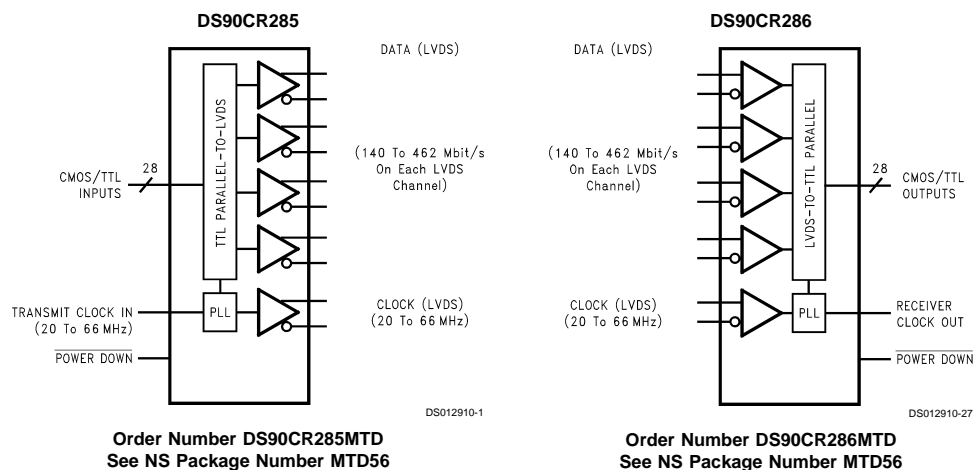 DS90CR285
DATA (LVDS)
TTL PARALLEL-TO-LVDS
(140 To 462 Mbit/s
On Each LVDS
Channel)
28
CMOS/TTL
INPUTS
TRANSMIT CLOCK IN
(20 To 66 MHz)
PLL
CLOCK (LVDS)
(20 To 66 MHz)
POWER DOWN
DS012910-1
Order Number DS90CR285MTD
See NS Package Number MTD56
DS90CR286
DATA (LVDS)
(140 To 462 Mbit/s
On Each LVDS
Channel)
LVDS-TO-TTL PARALLEL
28
CMOS/TTL
OUTPUTS
CLOCK (LVDS)
(20 To 66 MHz)
PLL
RECEIVER
CLOCK OUT
POWER DOWN
DS012910-27
Order Number DS90CR286MTD
See NS Package Number MTD56